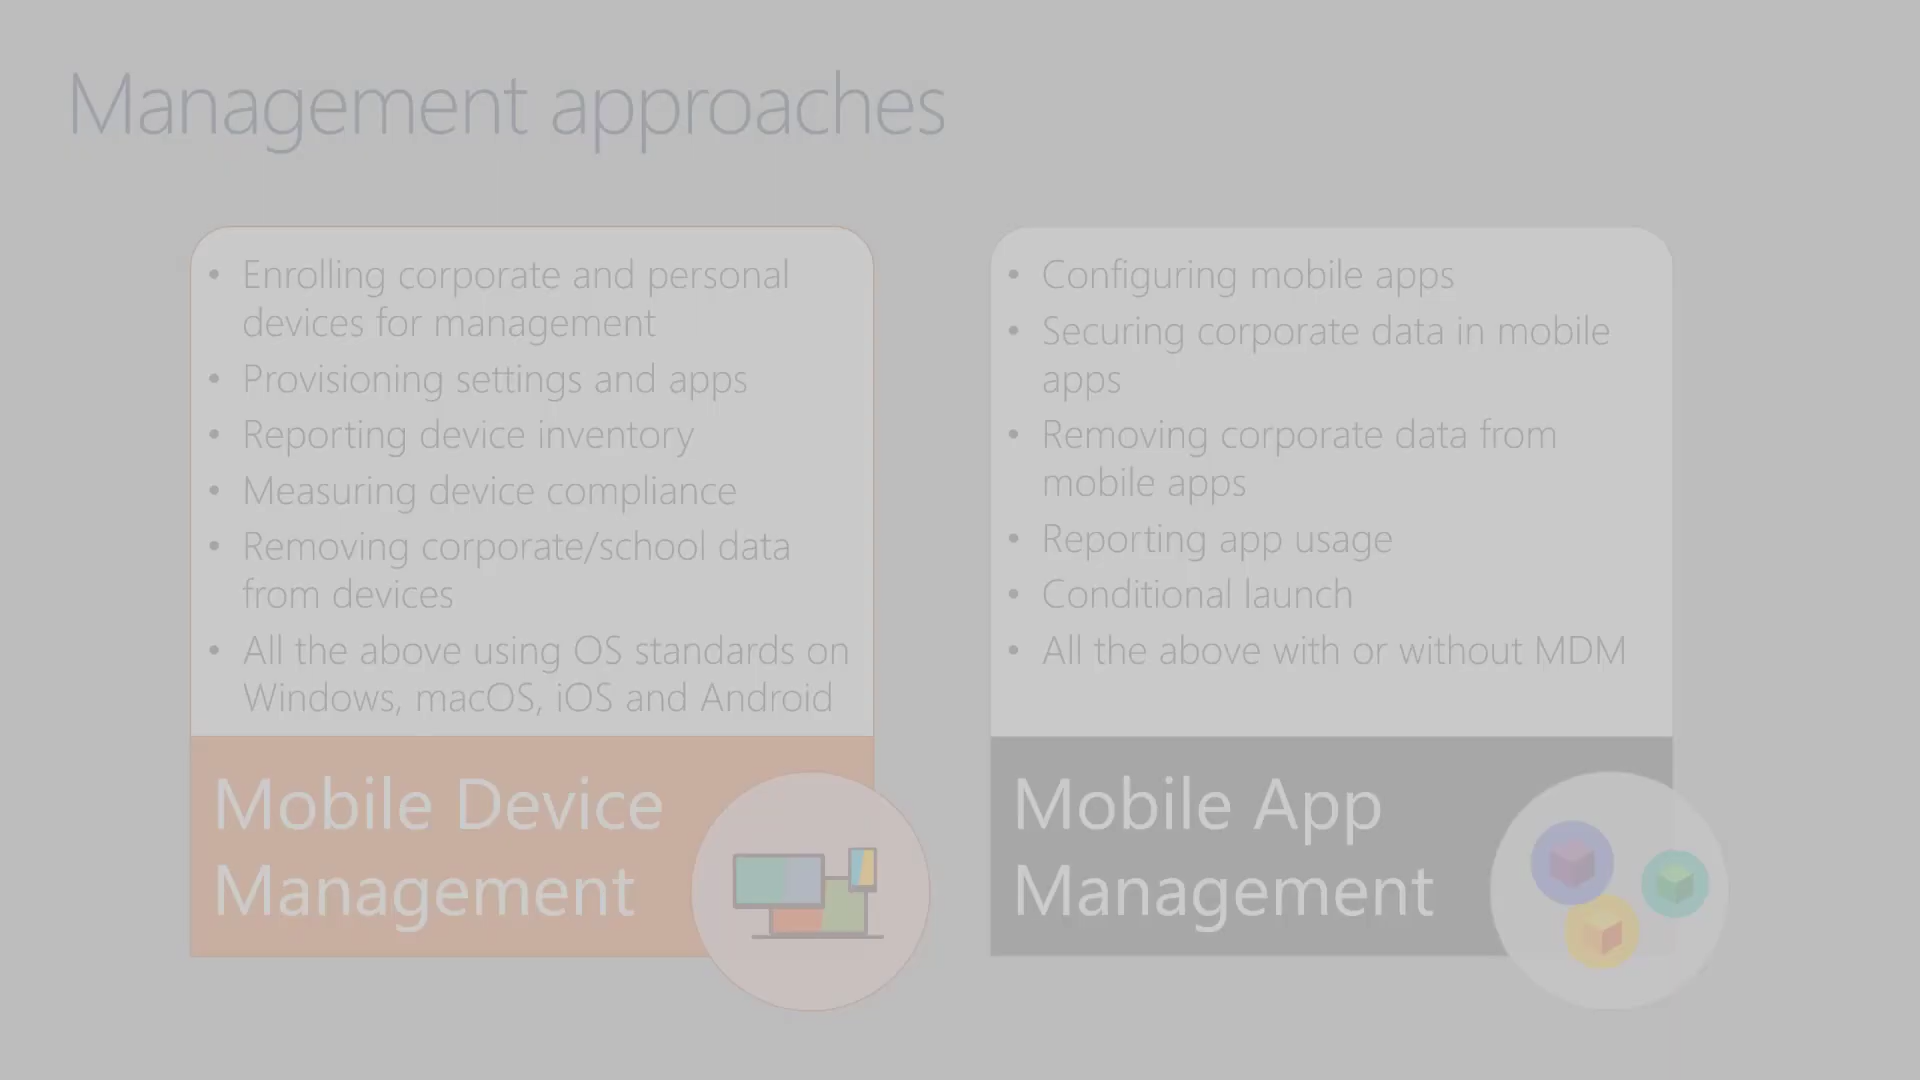 Management approaches
• Enrolling corporate and personal
devices for management
• Provisioning settings and apps
• Reporting device inventory
• Measuring device compliance
• Removing corporate/school data
from devices
• All the above using OS standards on
Windows, macOS, iOS and Android
Mobile Device
Management
• Configuring mobile apps
• Securing corporate data in mobile
apps
• Removing corporate data from
mobile apps
• Reporting app usage
• Conditional launch
• All the above with or without MDM
Mobile App
Management